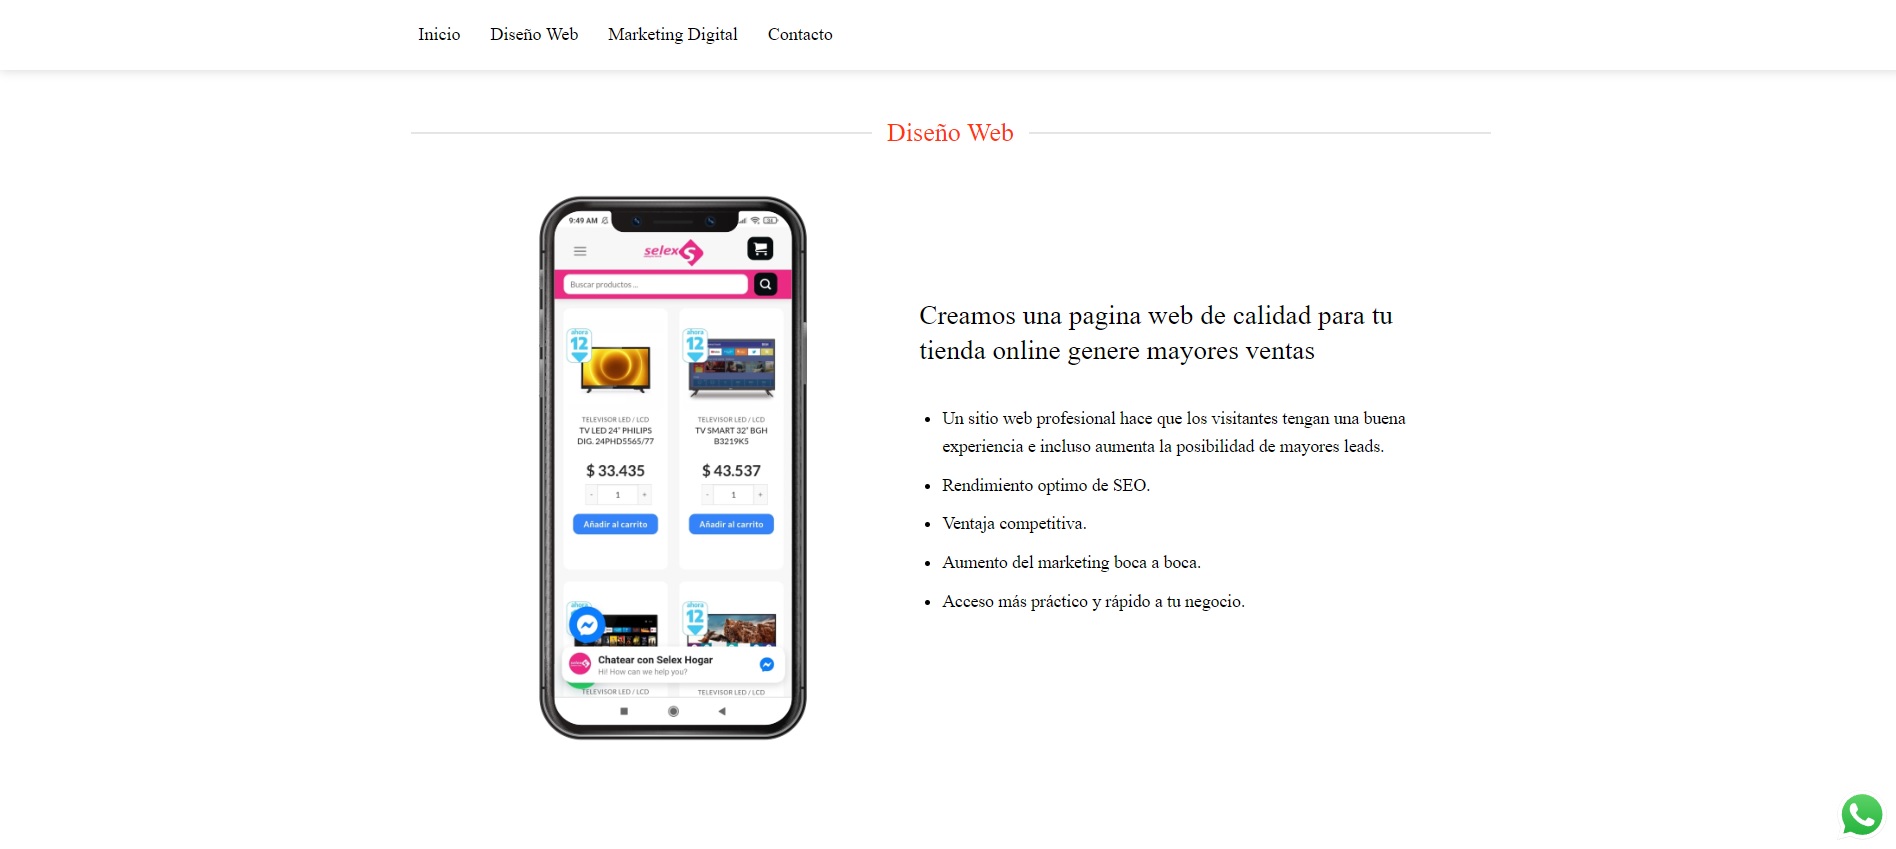 Inicio Diseño Web Marketing Digital Contacto
Diseño Web
9:49 AM
selex
Buscar productos ...
ahora 12
ahora 12
TELEVISOR LED / LCD
TV LED 24" PHILIPS
DIG. 24PHD5565/77
$ 33.435
- 1 +
Añadir al carrito
TELEVISOR LED / LCD
TV SMART 32" BGH
B3219K5
$ 43.537
- 1 +
Añadir al carrito
ahora
ahora 12
Chatear con Selex Hogar
Hi! How can we help you?
TELEVISOR LED / LCD
TELEVISOR LED / LCD
Creamos una pagina web de calidad para tu
tienda online genere mayores ventas
Un sitio web profesional hace que los visitantes tengan una buena
experiencia e incluso aumenta la posibilidad de mayores leads.
Rendimiento optimo de SEO.
Ventaja competitiva.
Aumento del marketing boca a boca.
Acceso más práctico y rápido a tu negocio.